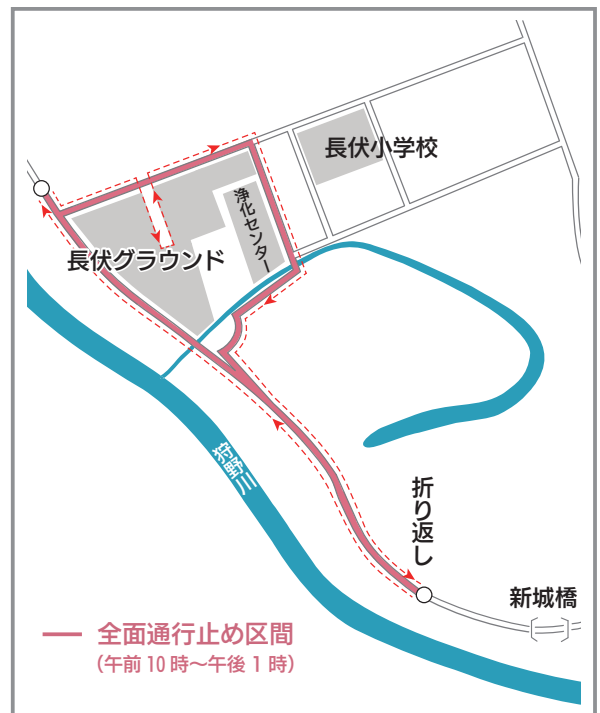 長伏小学校
浄化センター
長伏グラウンド
狩野川
折り返し
新城橋
全面通行止め区間
(午前10時～午後1時)